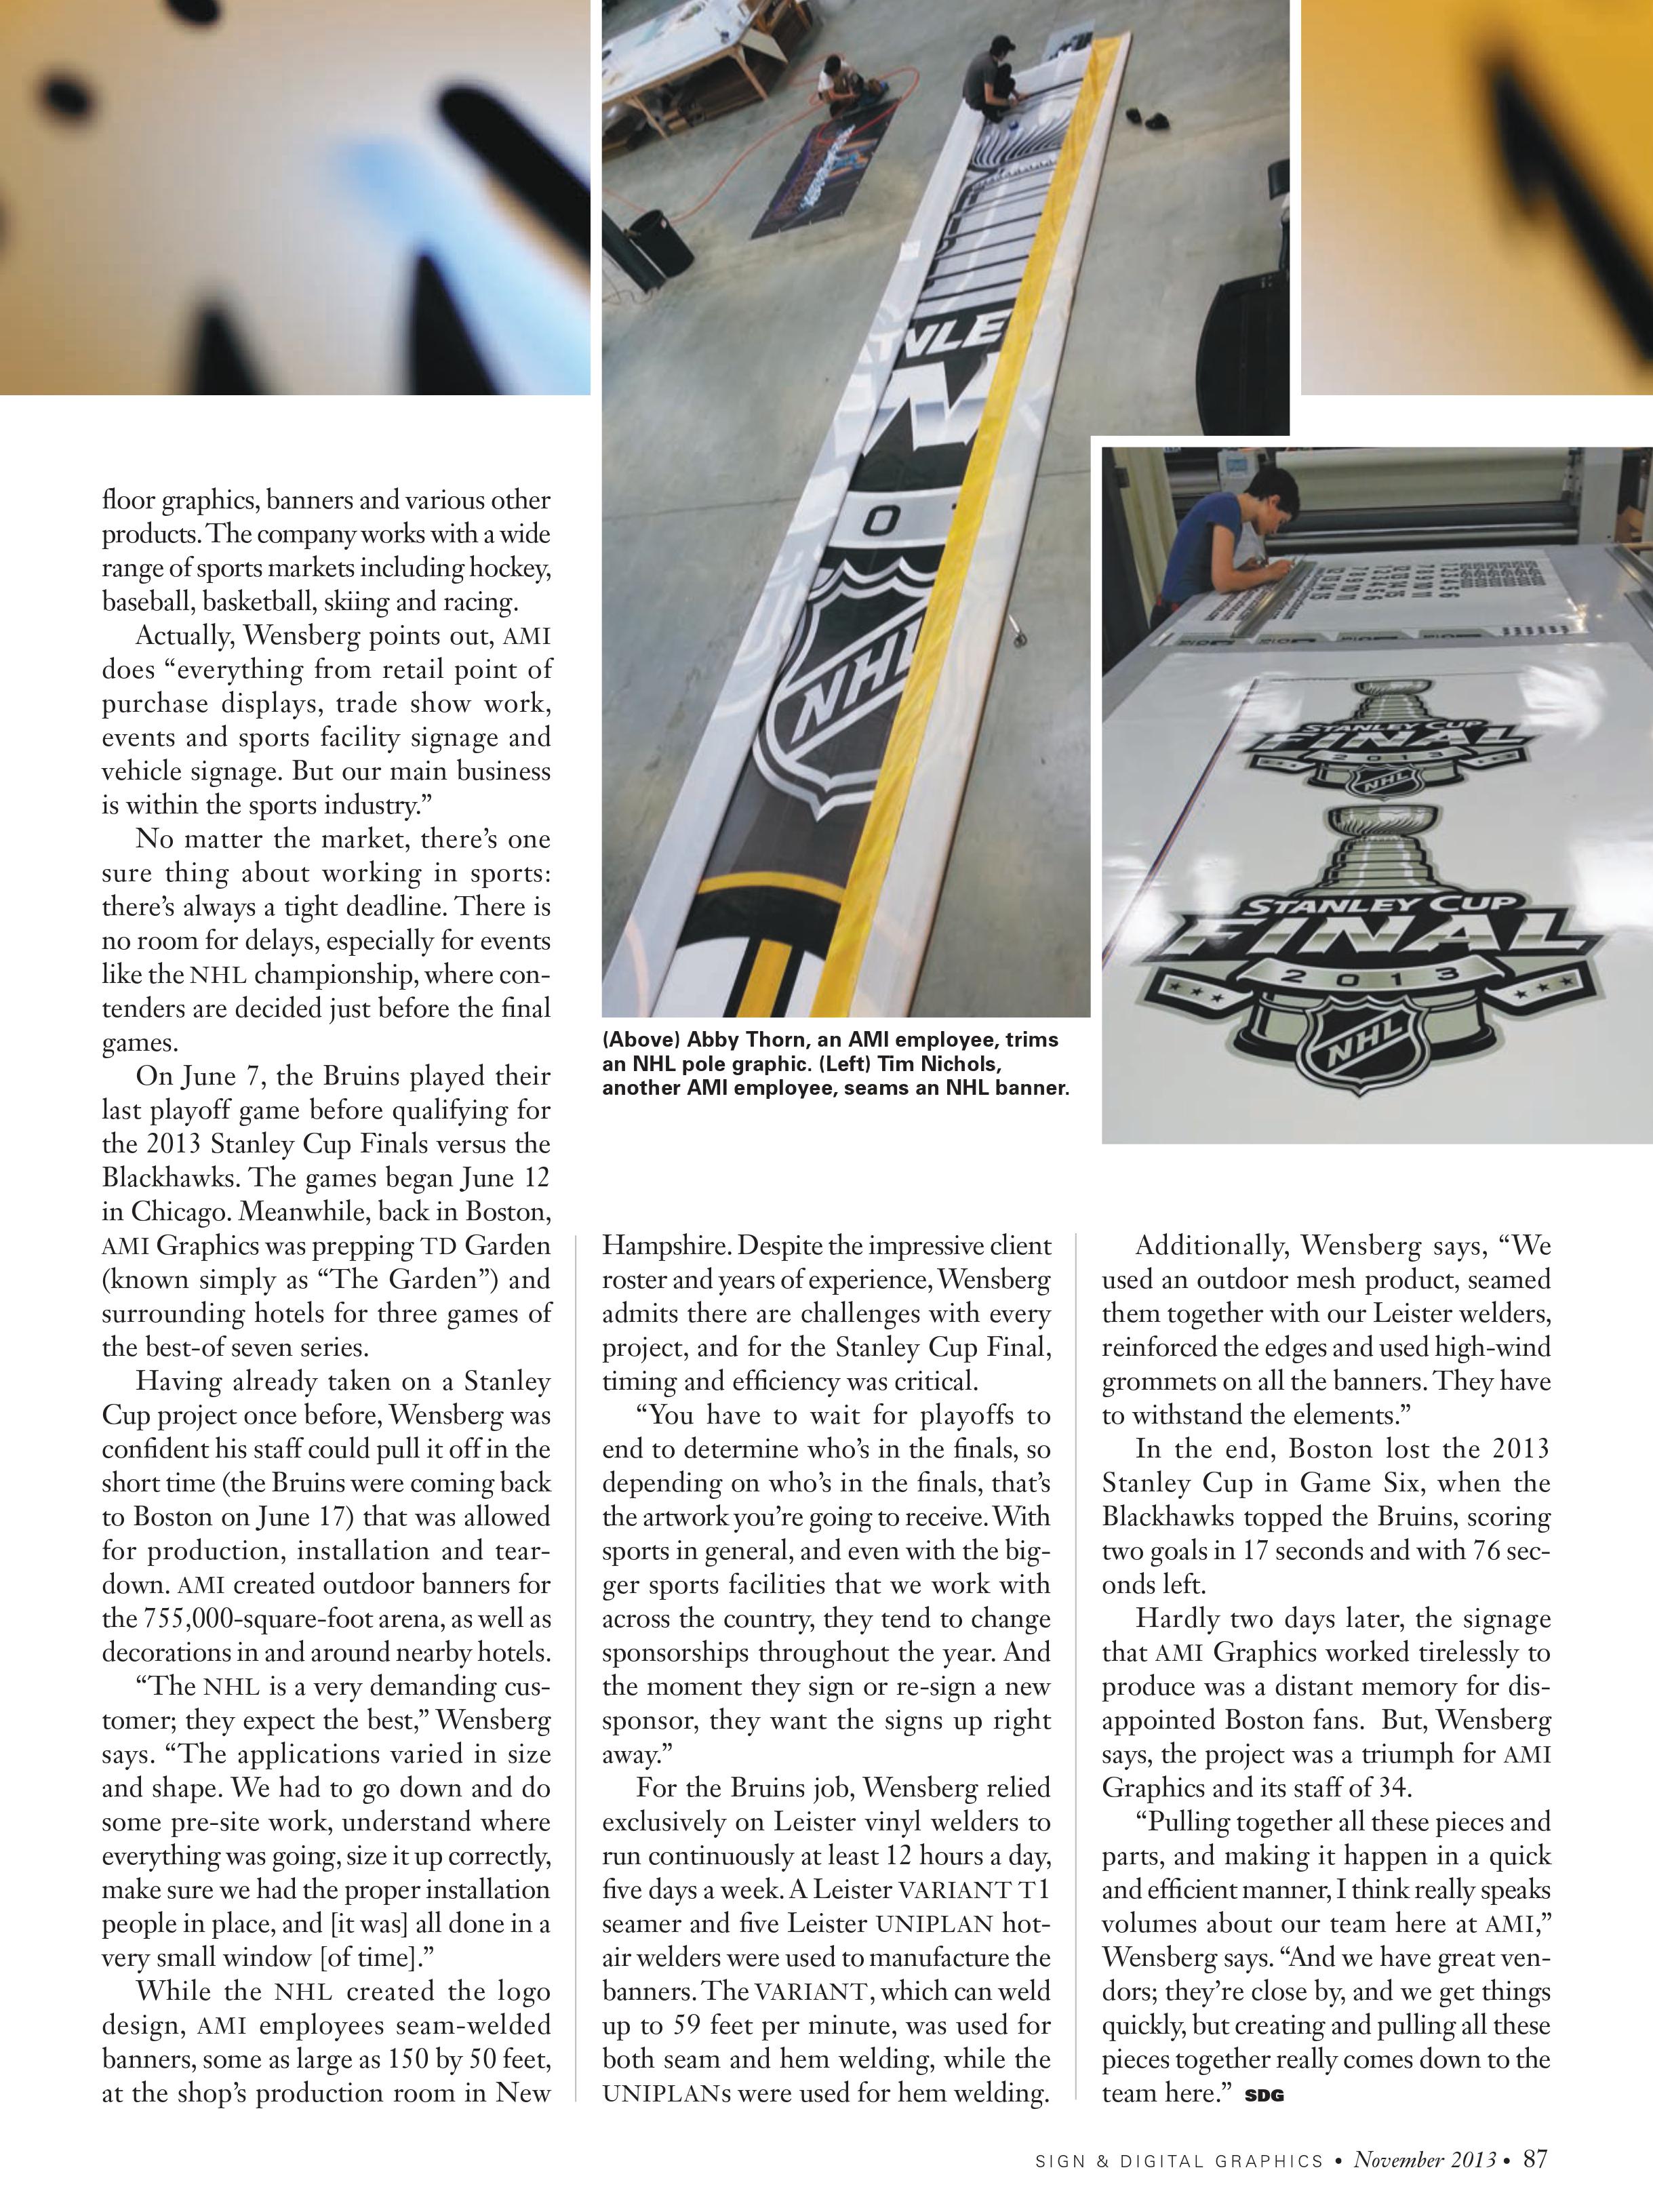 floor graphics, banners and various other
products. The company works with a wide
range of sports markets including hockey,
baseball, basketball, skiing and racing.
Actually, Wensberg points out, AMI
does “everything from retail point of
purchase displays, trade show work,
events and sports facility signage and
vehicle signage. But our main business
is within the sports industry.”
No matter the market, there’s one
sure thing about working in sports:
there’s always a tight deadline. There is
no room for delays, especially for events
like the NHL championship, where con-
tenders are decided just before the final
games.
On June 7, the Bruins played their
last playoff game before qualifying for
the 2013 Stanley Cup Finals versus the
Blackhawks. The games began June 12
in Chicago. Meanwhile, back in Boston,
AMI Graphics was prepping TD Garden
(known simply as “The Garden”) and
surrounding hotels for three games of
the best-of seven series.
Having already taken on a Stanley
Cup project once before, Wensberg was
confident his staff could pull it off in the
short time (the Bruins were coming back
to Boston on June 17) that was allowed
for production, installation and tear-
down. AMI created outdoor banners for
the 755,000-square-foot arena, as well as
decorations in and around nearby hotels.
“The NHL is a very demanding cus-
tomer; they expect the best,” Wensberg
says. “The applications varied in size
and shape. We had to go down and do
some pre-site work, understand where
everything was going, size it up correctly,
make sure we had the proper installation
people in place, and [it was] all done in a
very small window [of time].”
While the NHL created the logo
design, AMI employees seam-welded
banners, some as large as 150 by 50 feet,
at the shop’s production room in New
NHL
STANLEY CUP
FINAL
2013
NHL
STANLEY CUP
FINAL
2013
NHL
(Above) Abby Thorn, an AMI employee, trims
an NHL pole graphic. (Left) Tim Nichols,
another AMI employee, seams an NHL banner.
Hampshire. Despite the impressive client
roster and years of experience, Wensberg
admits there are challenges with every
project, and for the Stanley Cup Final,
timing and efficiency was critical.
“You have to wait for playoffs to
end to determine who’s in the finals, so
depending on who’s in the finals, that’s
the artwork you’re going to receive. With
sports in general, and even with the big-
ger sports facilities that we work with
across the country, they tend to change
sponsorships throughout the year. And
the moment they sign or re-sign a new
sponsor, they want the signs up right
away.”
For the Bruins job, Wensberg relied
exclusively on Leister vinyl welders to
run continuously at least 12 hours a day,
five days a week. A Leister VARIANT T1
seamer and five Leister UNIPLAN hot-
air welders were used to manufacture the
banners. The VARIANT, which can weld
up to 59 feet per minute, was used for
both seam and hem welding, while the
UNIPLANs were used for hem welding.
Additionally, Wensberg says, “We
used an outdoor mesh product, seamed
them together with our Leister welders,
reinforced the edges and used high-wind
grommets on all the banners. They have
to withstand the elements.”
In the end, Boston lost the 2013
Stanley Cup in Game Six, when the
Blackhawks topped the Bruins, scoring
two goals in 17 seconds and with 76 sec-
onds left.
Hardly two days later, the signage
that AMI Graphics worked tirelessly to
produce was a distant memory for dis-
appointed Boston fans. But, Wensberg
says, the project was a triumph for AMI
Graphics and its staff of 34.
“Pulling together all these pieces and
parts, and making it happen in a quick
and efficient manner, I think really speaks
volumes about our team here at AMI,”
Wensberg says. “And we have great ven-
dors; they’re close by, and we get things
quickly, but creating and pulling all these
pieces together really comes down to the
team here.” SDG
SIGN & DIGITAL GRAPHICS • November 2013 • 87